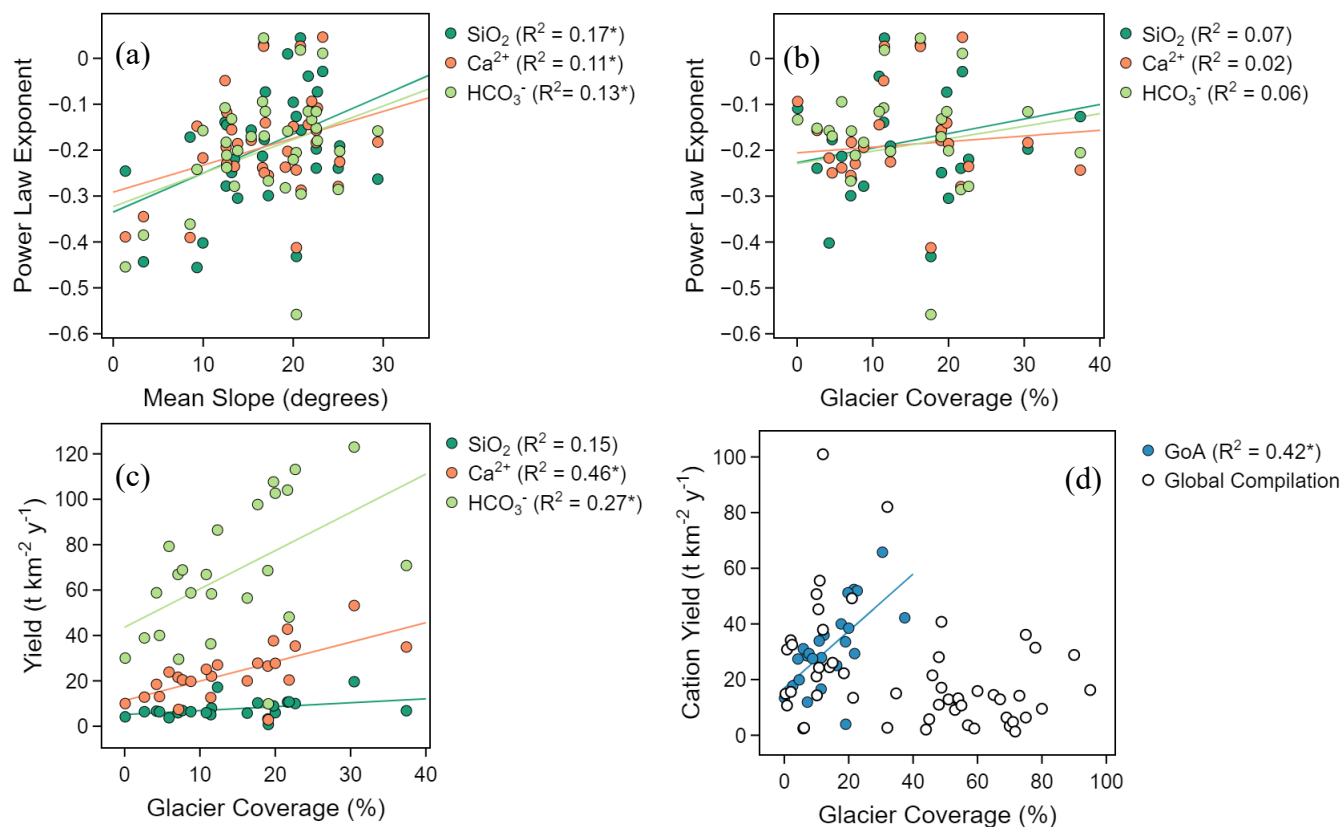 (a)
SiO₂ (R² = 0.17*)
Ca²⁺ (R² = 0.11*)
HCO₃⁻ (R²= 0.13*)
Power Law Exponent
0
−0.1
−0.2
−0.3
−0.4
−0.5
−0.6
0 10 20 30
Mean Slope (degrees)
(b)
SiO₂ (R² = 0.07)
Ca²⁺ (R² = 0.02)
HCO₃⁻ (R² = 0.06)
Power Law Exponent
0
−0.1
−0.2
−0.3
−0.4
−0.5
−0.6
0 10 20 30 40
Glacier Coverage (%)
(c)
SiO₂ (R² = 0.15)
Ca²⁺ (R² = 0.46*)
HCO₃⁻ (R² = 0.27*)
Yield (t km⁻² y⁻¹)
120
100
80
60
40
20
0
0 10 20 30 40
Glacier Coverage (%)
(d)
GoA (R² = 0.42*)
Global Compilation
Cation Yield (t km⁻² y⁻¹)
100
80
60
40
20
0
0 20 40 60 80 100
Glacier Coverage (%)